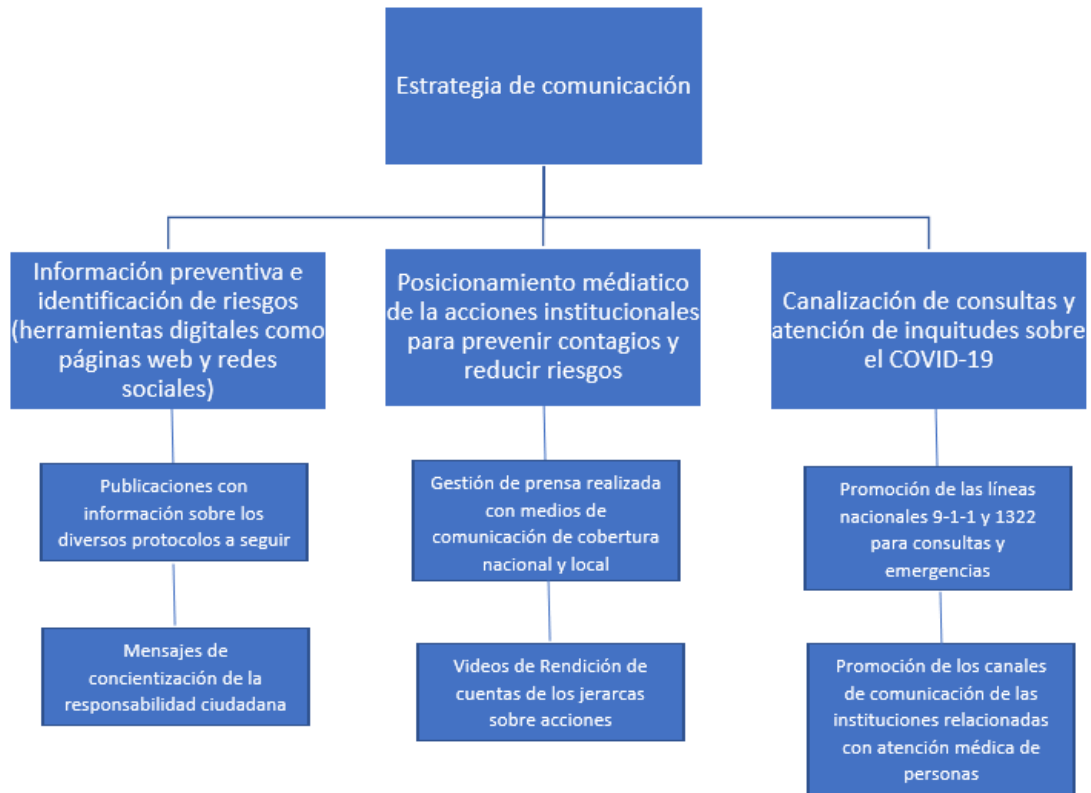 Estrategia de comunicación
Información preventiva e
identificación de riesgos
(herramientas digitales como
páginas web y redes
sociales)
Publicaciones con
información sobre los
diversos protocolos a seguir
Mensajes de
concientización de la
responsabilidad ciudadana
Posicionamiento médiatico
de la acciones institucionales
para prevenir contagios y
reducir riesgos
Gestión de prensa realizada
con medios de
comunicación de cobertura
nacional y local
Videos de Rendición de
cuentas de los jerarcas
sobre acciones
Canalización de consultas y
atención de inquitudes sobre
el COVID-19
Promoción de las líneas
nacionales 9-1-1 y 1322
para consultas y
emergencias
Promoción de los canales
de comunicación de las
instituciones relacionadas
con atención médica de
personas